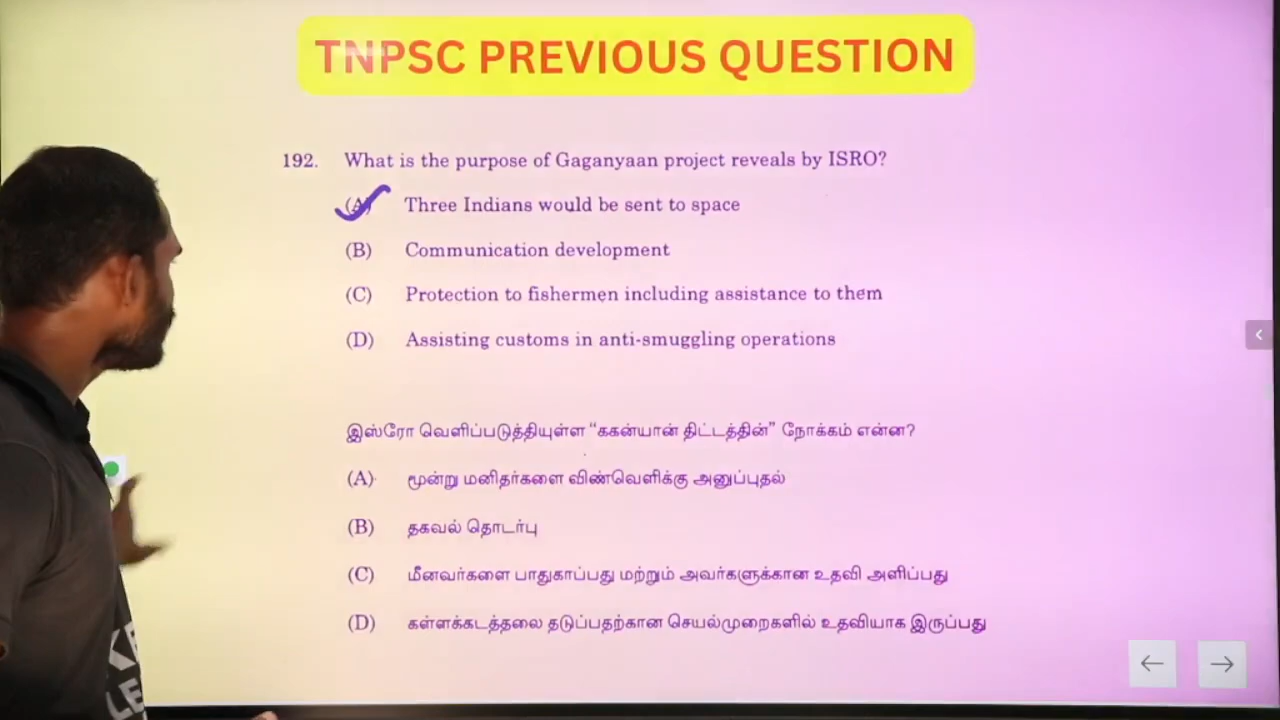 TNPSC PREVIOUS QUESTION
192. What is the purpose of Gaganyaan project reveals by ISRO?
(A) Three Indians would be sent to space
(B) Communication development
(C) Protection to fishermen including assistance to them
(D) Assisting customs in anti-smuggling operations
இஸ்ரோ வெளிப்படுத்தியுள்ள “ககன்யான் திட்டத்தின்” நோக்கம் என்ன?
(A) மூன்று மனிதர்களை விண்வெளிக்கு அனுப்புதல்
(B) தகவல் தொடர்பு
(C) மீனவர்களை பாதுகாப்பது மற்றும் அவர்களுக்கான உதவி அளிப்பது
(D) கள்ளக்கடத்தலை தடுப்பதற்கான செயல்முறைகளில் உதவியாக இருப்பது